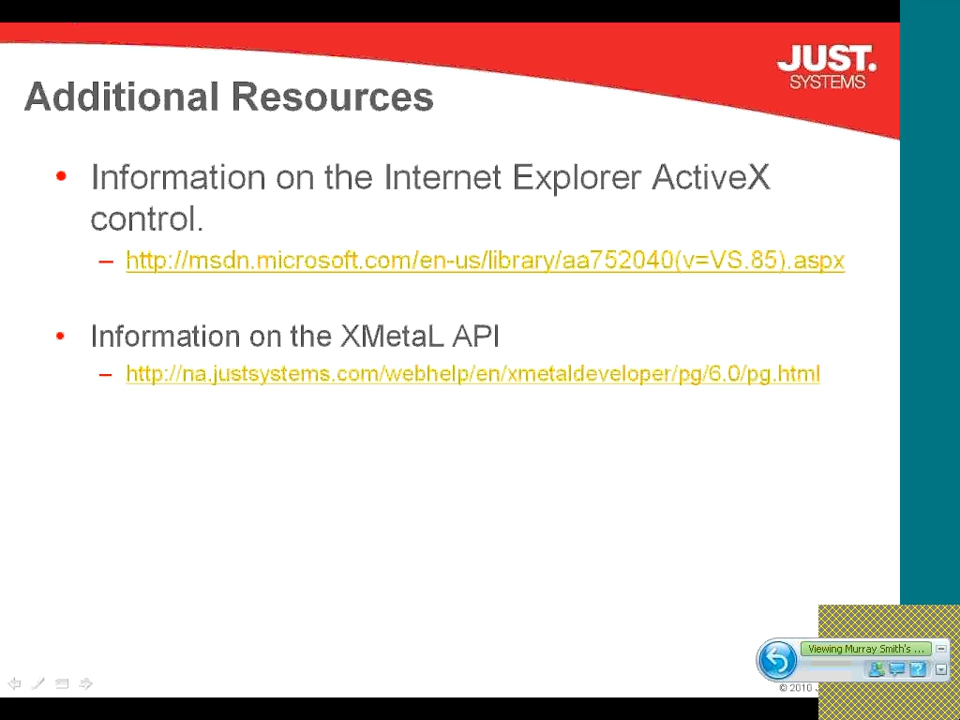 JUST.
SYSTEMS
Additional Resources
• Information on the Internet Explorer ActiveX
control.
– http://msdn.microsoft.com/en-us/library/aa752040(v=VS.85).aspx
• Information on the XMetaL API
– http://na.justsystems.com/webhelp/en/xmetaldeveloper/pg/6.0/pg.html
Viewing Murray Smith's ...
© 2010 J